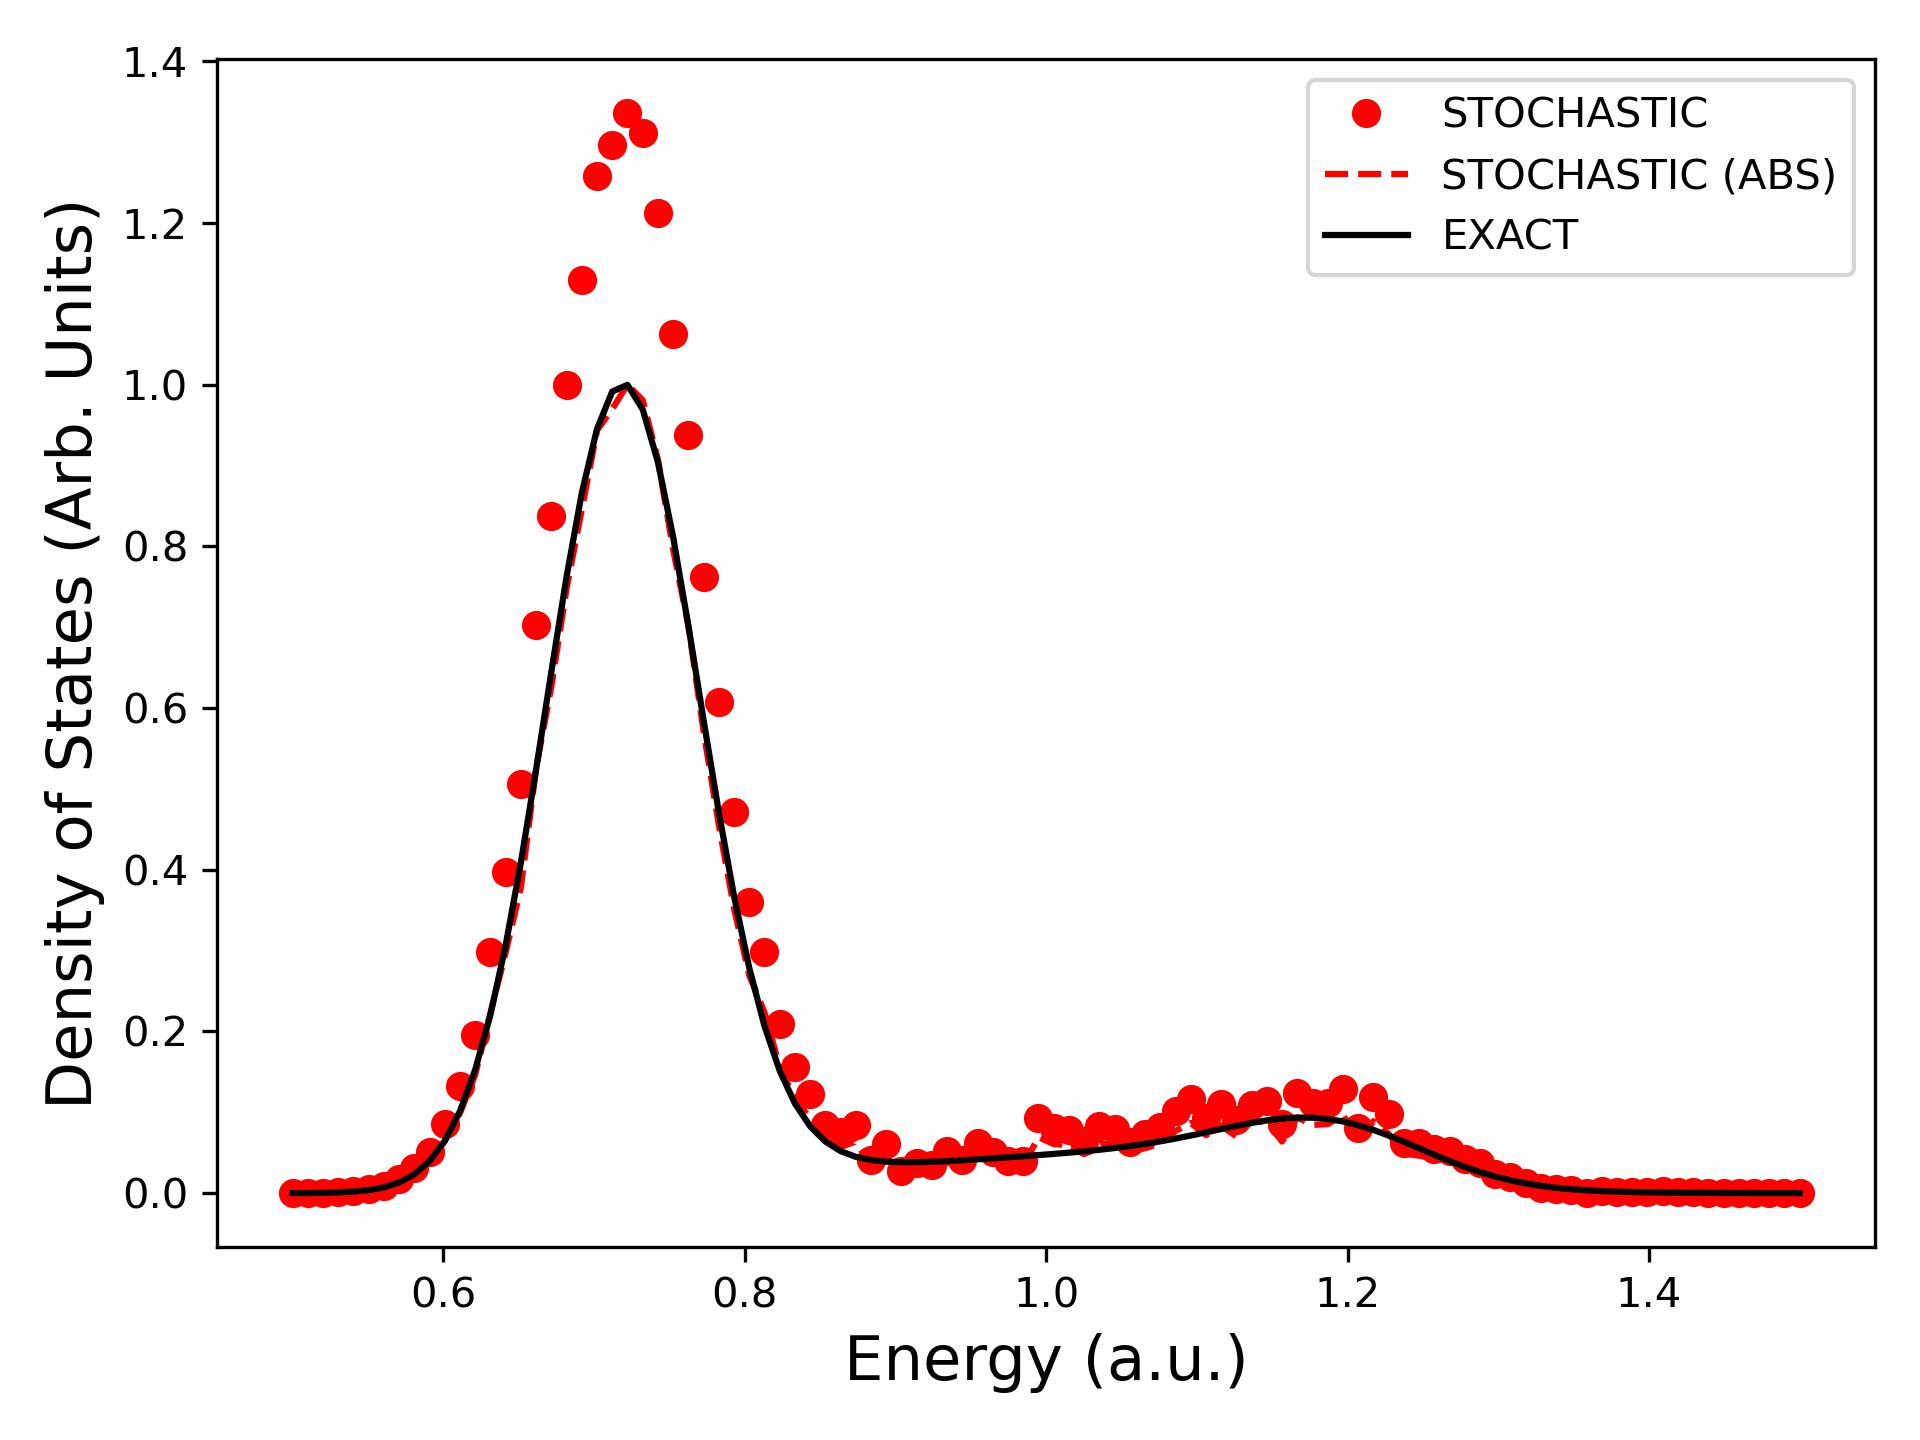 Density of States (Arb. Units)
1.4
1.2
1.0
0.8
0.6
0.4
0.2
0.0
STOCHASTIC
STOCHASTIC (ABS)
EXACT
0.6 0.8 1.0 1.2 1.4
Energy (a.u.)